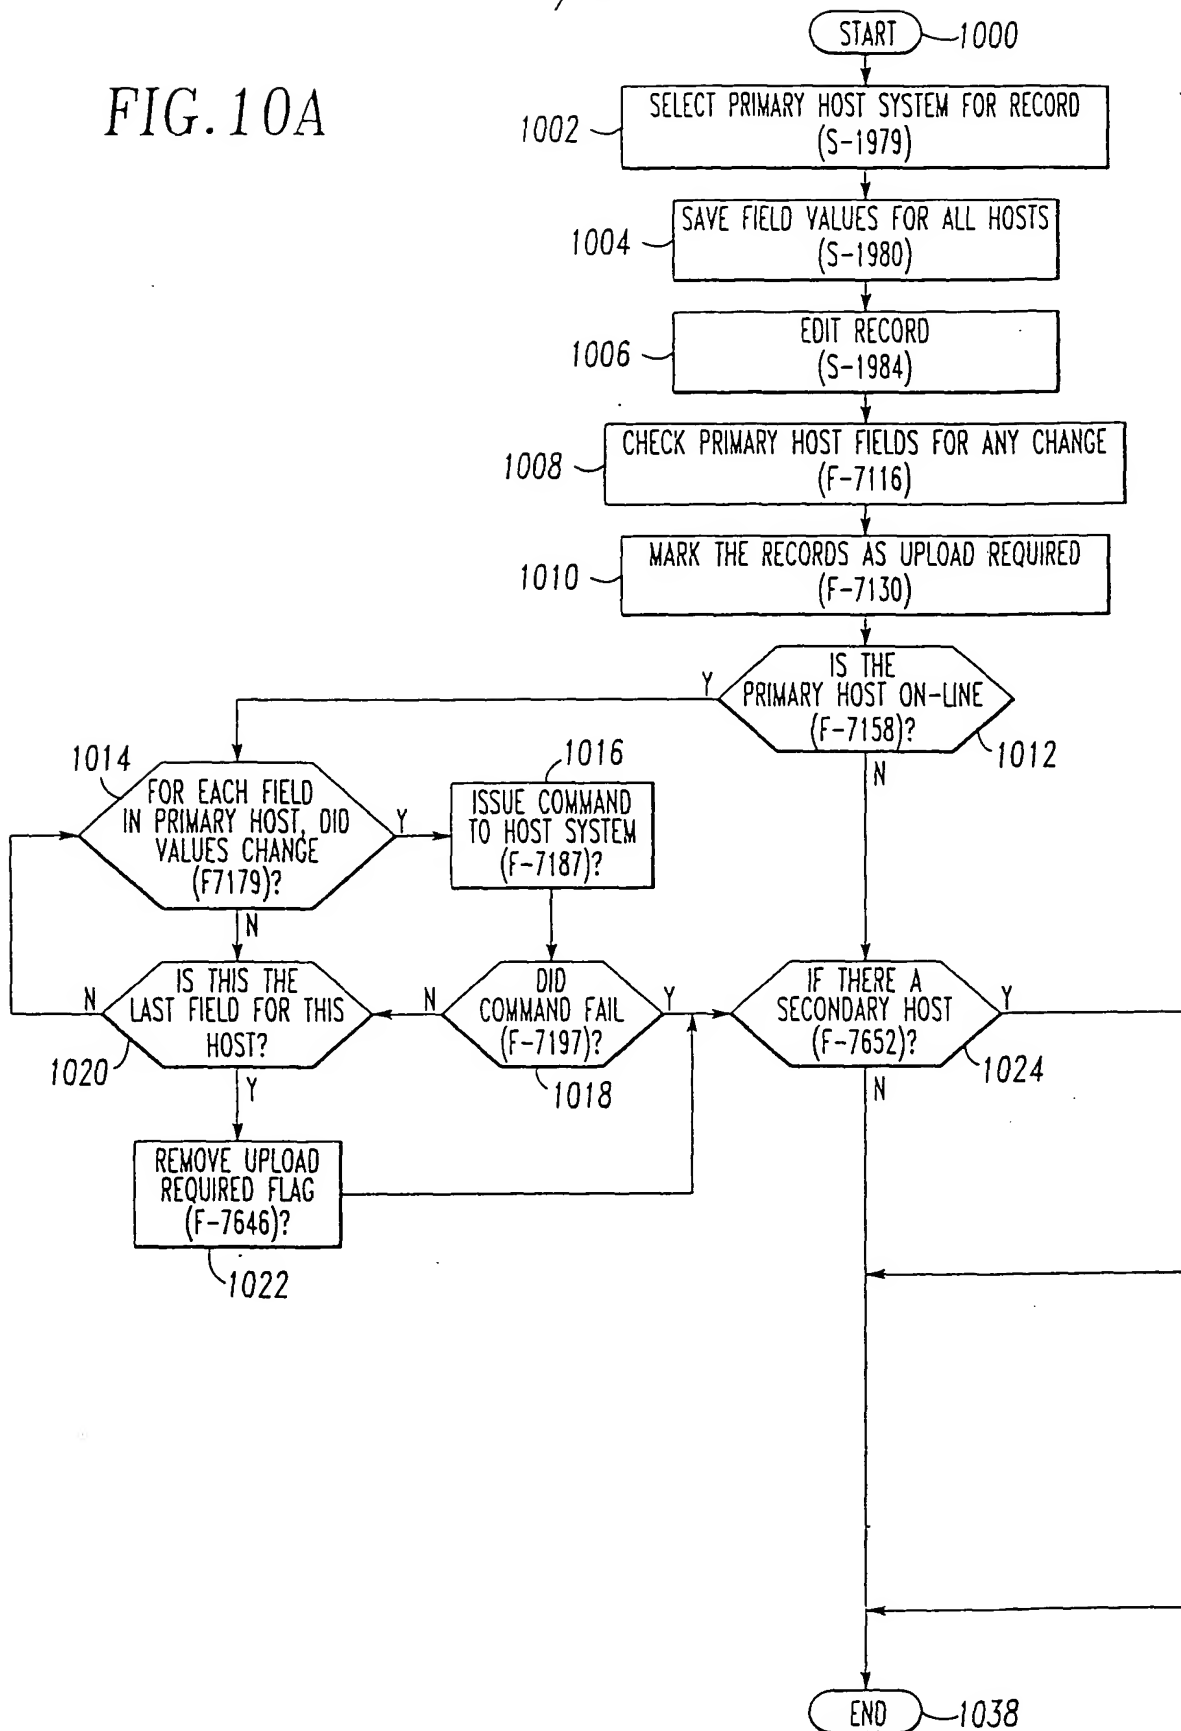 START
1000
FIG.10A
SELECT PRIMARY HOST SYSTEM FOR RECORD
(S-1979)
1002
SAVE FIELD VALUES FOR ALL HOSTS
(S-1980)
1004
EDIT RECORD
(S-1984)
1006
CHECK PRIMARY HOST FIELDS FOR ANY CHANGE
(F-7116)
1008
MARK THE RECORDS AS UPLOAD REQUIRED
(F-7130)
1010
IS THE
PRIMARY HOST ON-LINE
(F-7158)?
Y
1012
N
1014
FOR EACH FIELD
IN PRIMARY HOST, DID
VALUES CHANGE
(F7179)?
Y
N
1016
ISSUE COMMAND
TO HOST SYSTEM
(F-7187)?
IS THIS THE
LAST FIELD FOR THIS
HOST?
N
1020
Y
DID
COMMAND FAIL
(F-7197)?
N
Y
1018
IF THERE A
SECONDARY HOST
(F-7652)?
Y
1024
N
REMOVE UPLOAD
REQUIRED FLAG
(F-7646)?
1022
END
1038